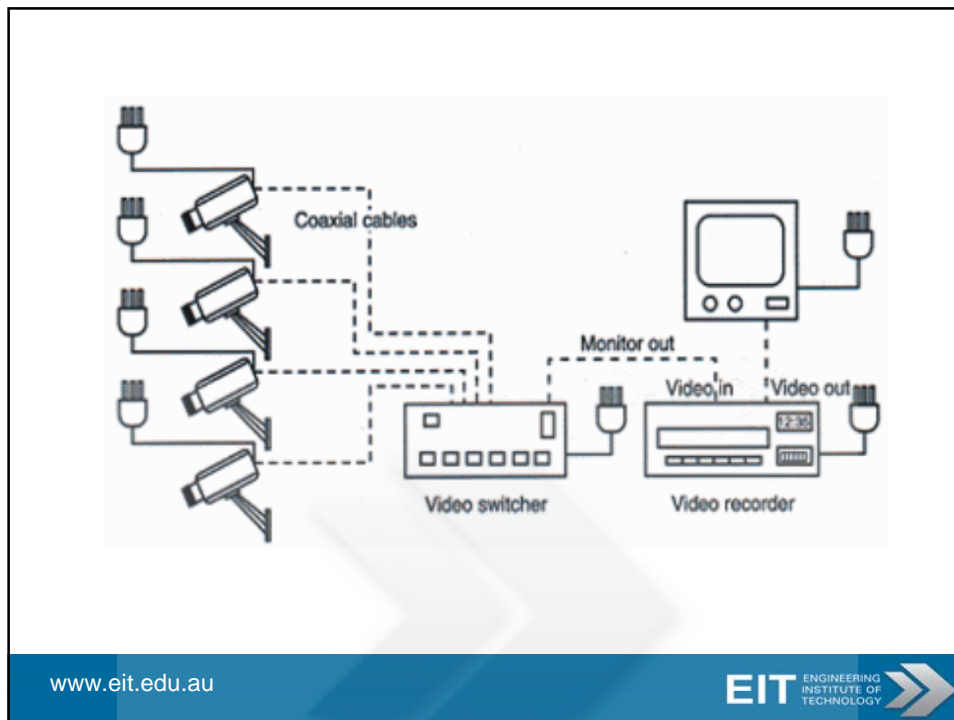 Coaxial cables
Monitor out
Video in
Video out
12:35
Video switcher
Video recorder
www.eit.edu.au
EIT
ENGINEERING
INSTITUTE OF
TECHNOLOGY